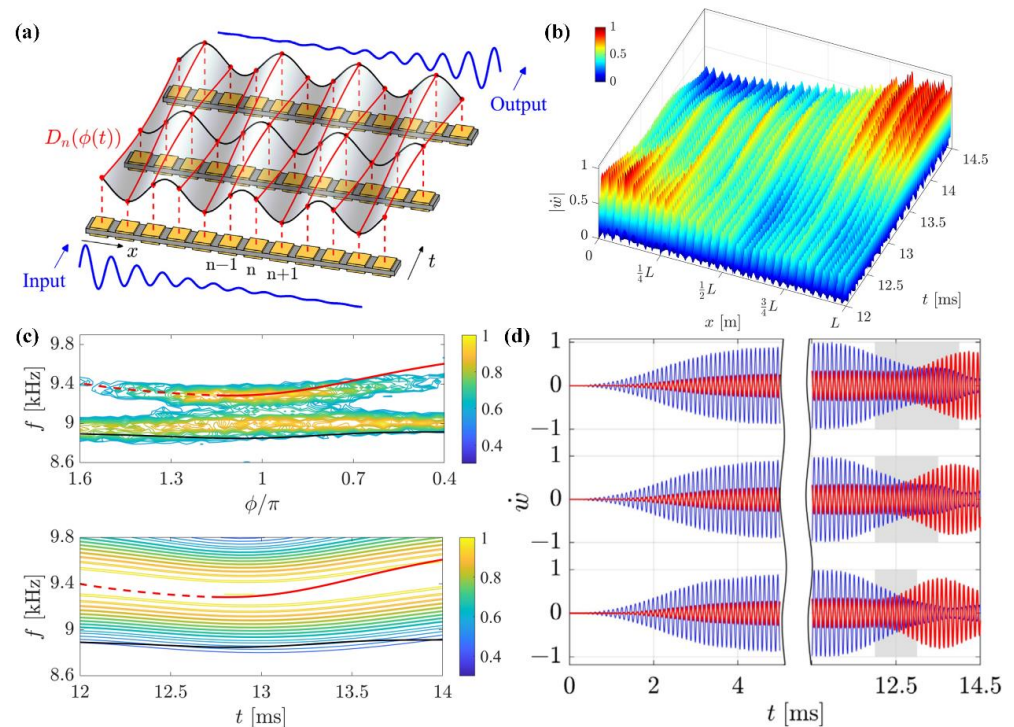 (a)
D_n(ϕ(t))
Output
x
n−1 n n+1
t
Input
(b)
1
0.5
0
1
0.5
0
|ẇ|
0
¼L
½L
¾L
L
x [m]
12
12.5
13
13.5
14
14.5
t [ms]
(c)
9.8
9.4
9
8.6
f [kHz]
1.6 1.3 1 0.7 0.4
ϕ/π
1
0.8
0.6
0.4
9.8
9.4
9
8.6
f [kHz]
12 12.5 13 13.5 14
t [ms]
1
0.8
0.6
0.4
(d)
1
0
−1
1
0
−1
1
0
−1
ẇ
0 2 4 12.5 14.5
t [ms]